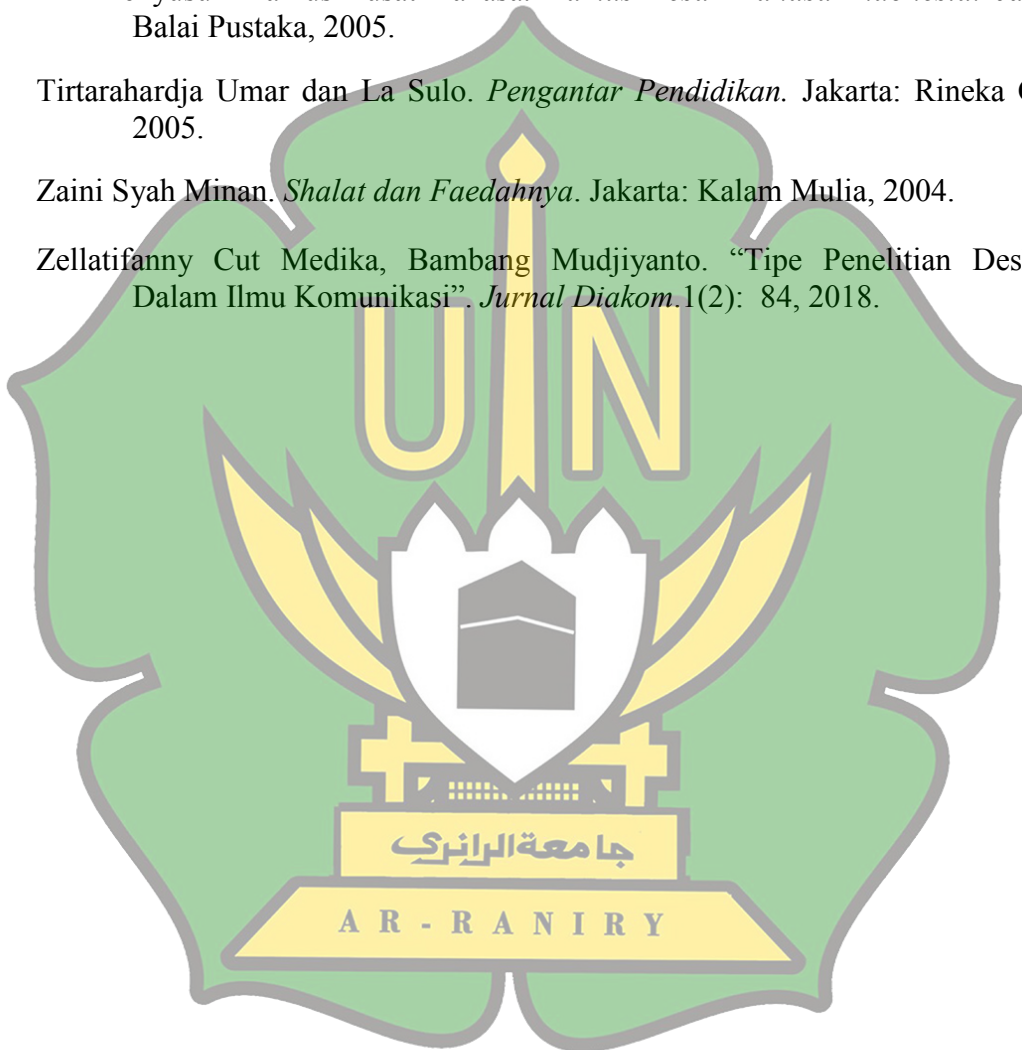 Balai Pustaka, 2005.
Tirtarahardja Umar dan La Sulo. Pengantar Pendidikan. Jakarta: Rineka
2005.
Zaini Syah Minan. Shalat dan Faedahnya. Jakarta: Kalam Mulia, 2004.
Zellatifanny Cut Medika, Bambang Mudjiyanto. “Tipe Penelitian Des
Dalam Ilmu Komunikasi”. Jurnal Diakom.1(2): 84, 2018.
UIN
جامعة الرانري
AR - RANIRY